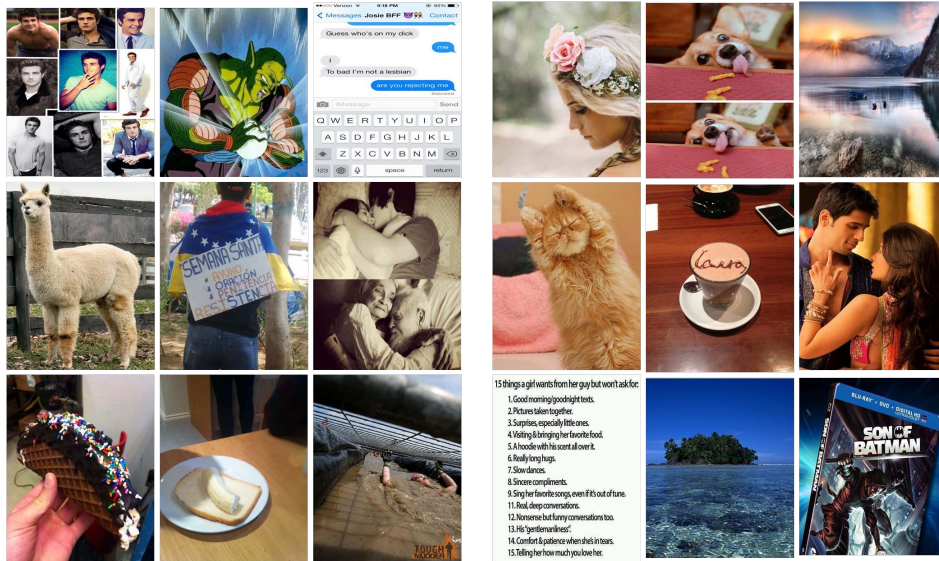 Verizon 9:18 PM 85%
Messages Josie BFF Contact
Guess who's on my dick
me
I
To bad I'm not a lesbian
are you rejecting me
Delivered
iMessage Send
Q W E R T Y U I O P
A S D F G H J K L
Z X C V B N M
123 space return
SEMANA SANTA
AYUNO
ORACIÓN
PENITENCIA
RESISTENCIA
TOUGH
MUDDER
Laura
15 things a girl wants from her guy but won't ask for:
1. Good morning/goodnight texts.
2. Pictures taken together.
3. Surprises, especially little ones.
4. Visiting & bringing her favorite food.
5. A hoodie with his scent all over it.
6. Really long hugs.
7. Slow dances.
8. Sincere compliments.
9. Sing her favorite songs, even if it's out of tune.
11. Real, deep conversations.
12. Nonsense but funny conversations too.
13. His "gentlemanliness".
14. Comfort & patience when she's in tears.
15. Telling her how much you love her.
BLU-RAY + DVD + DIGITAL HD
SON OF
BATMAN